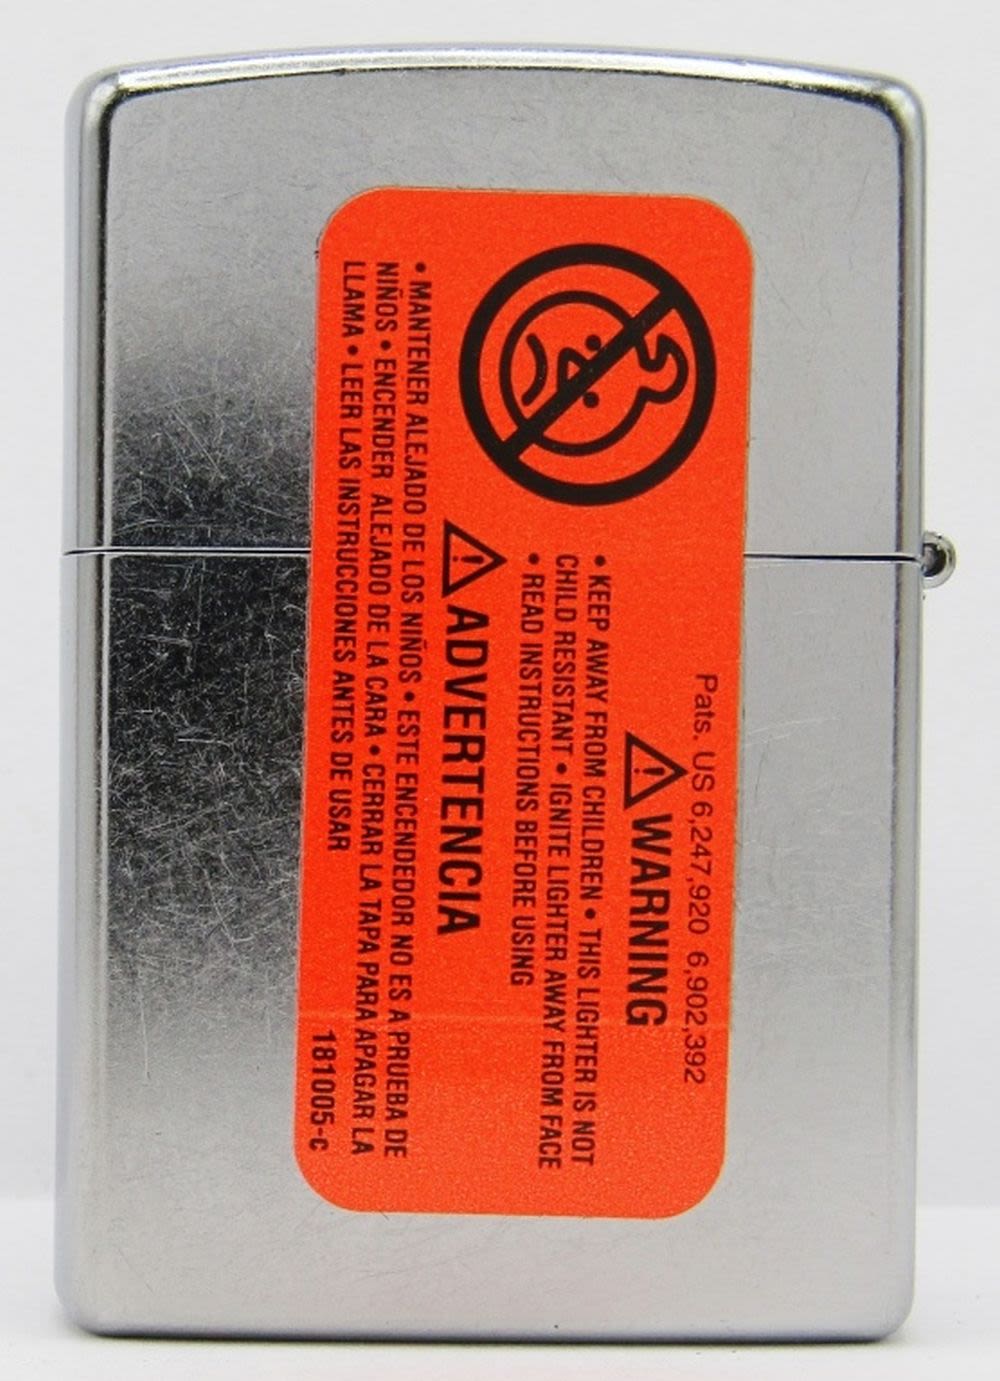 Pats. US 6,247,920 6,902,392
WARNING
• KEEP AWAY FROM CHILDREN • THIS LIGHTER IS NOT
CHILD RESISTANT • IGNITE LIGHTER AWAY FROM FACE
• READ INSTRUCTIONS BEFORE USING
ADVERTENCIA
• MANTENER ALEJADO DE LOS NIÑOS • ESTE ENCENDEDOR NO ES A PRUEBA DE
NIÑOS • ENCENDER ALEJADO DE LA CARA • CERRAR LA TAPA PARA APAGAR LA
LLAMA • LEER LAS INSTRUCCIONES ANTES DE USAR
181005-c